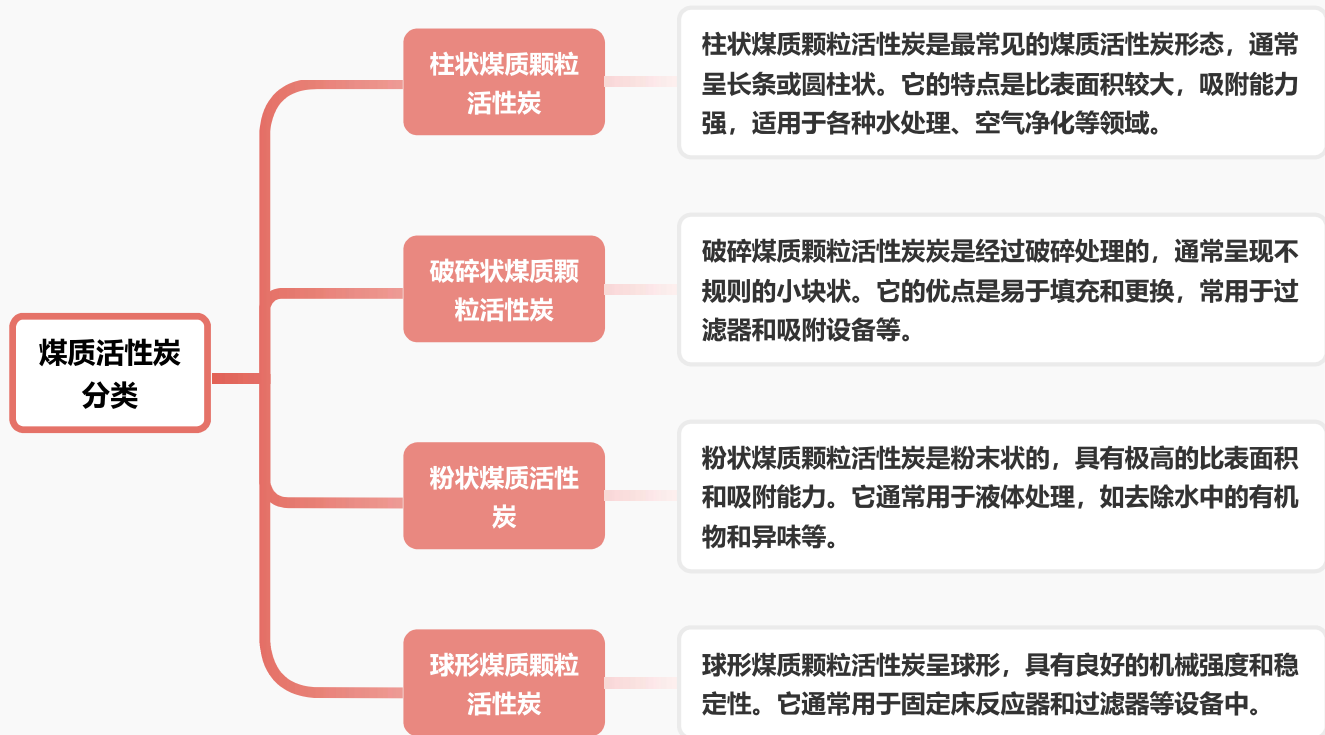 煤质活性炭
分类
柱状煤质颗粒
活性炭
柱状煤质颗粒活性炭是最常见的煤质活性炭形态，通常
呈长条或圆柱状。它的特点是比表面积较大，吸附能力
强，适用于各种水处理、空气净化等领域。
破碎状煤质颗
粒活性炭
破碎煤质颗粒活性炭炭是经过破碎处理的，通常呈现不
规则的小块状。它的优点是易于填充和更换，常用于过
滤器和吸附设备等。
粉状煤质活性
炭
粉状煤质颗粒活性炭是粉末状的，具有极高的比表面积
和吸附能力。它通常用于液体处理，如去除水中的有机
物和异味等。
球形煤质颗粒
活性炭
球形煤质颗粒活性炭呈球形，具有良好的机械强度和稳
定性。它通常用于固定床反应器和过滤器等设备中。